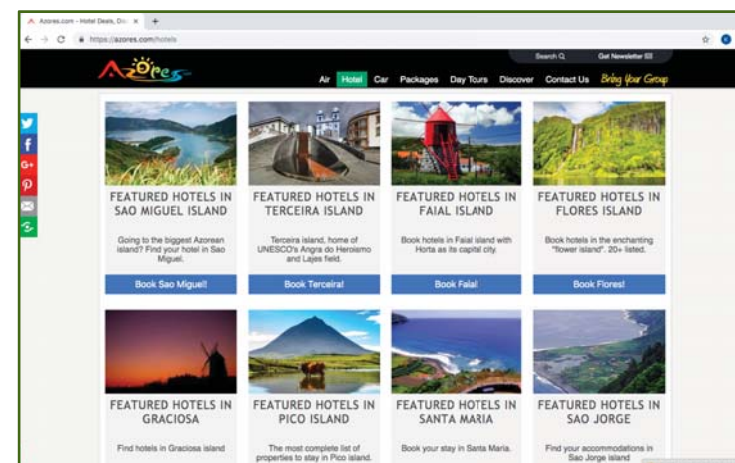 Azores.com - Hotel Deals, Dis
https://azores.com/hotels
Search
Get Newsletter
Azores
Air Hotel Car Packages Day Tours Discover Contact Us Bring Your Group
FEATURED HOTELS IN
SAO MIGUEL ISLAND
Going to the biggest Azorean
island? Find your hotel in Sao
Miguel.
Book Sao Miguel!
FEATURED HOTELS IN
TERCEIRA ISLAND
Terceira island, home of
UNESCO's Angra do Heroismo
and Lajes field.
Book Terceira!
FEATURED HOTELS IN
FAIAL ISLAND
Book hotels in Faial island with
Horta as its capital city.
Book Faial
FEATURED HOTELS IN
FLORES ISLAND
Book hotels in the enchanting
"flower island". 20+ listed.
Book Flores!
FEATURED HOTELS IN
GRACIOSA
Find hotels in Graciosa island
FEATURED HOTELS IN
PICO ISLAND
The most complete list of
properties to stay in Pico island.
FEATURED HOTELS IN
SANTA MARIA
Book your stay in Santa Maria.
FEATURED HOTELS IN
SAO JORGE
Find your accommodations in
Sao Jorge island